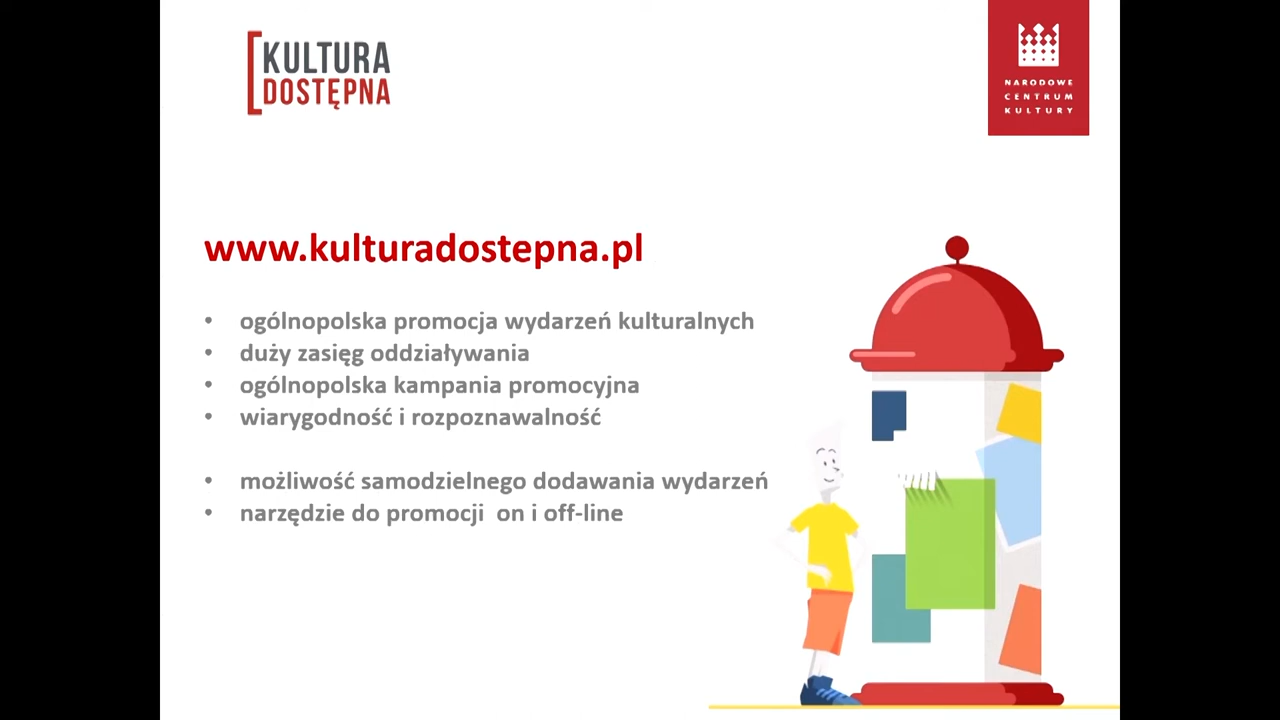 KULTURA
DOSTĘPNA
NARODOWE
CENTRUM
KULTURY
www.kulturadostepna.pl
• ogólnopolska promocja wydarzeń kulturalnych
• duży zasięg oddziaływania
• ogólnopolska kampania promocyjna
• wiarygodność i rozpoznawalność
• możliwość samodzielnego dodawania wydarzeń
• narzędzie do promocji on i off-line